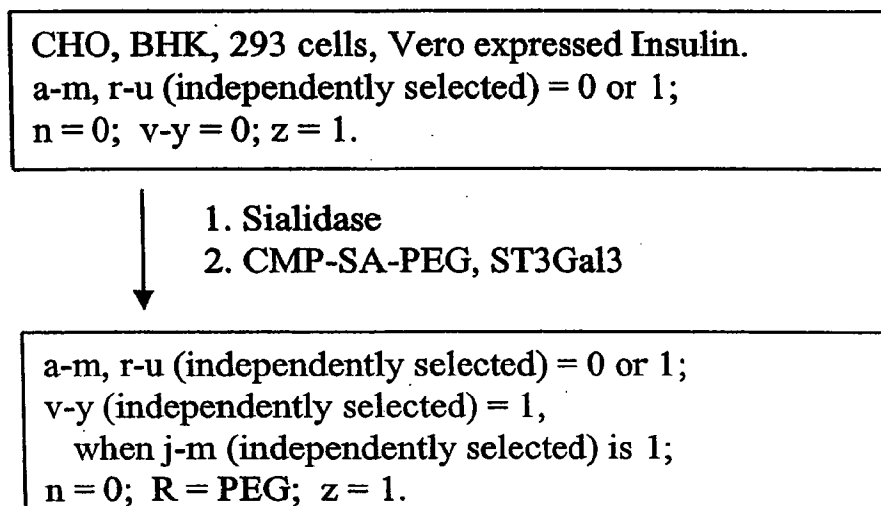 CHO, BHK, 293 cells, Vero expressed Insulin.
a-m, r-u (independently selected) = 0 or 1;
n = 0; v-y = 0; z = 1.
1. Sialidase
2. CMP-SA-PEG, ST3Gal3
a-m, r-u (independently selected) = 0 or 1;
v-y (independently selected) = 1,
when j-m (independently selected) is 1;
n = 0; R = PEG; z = 1.